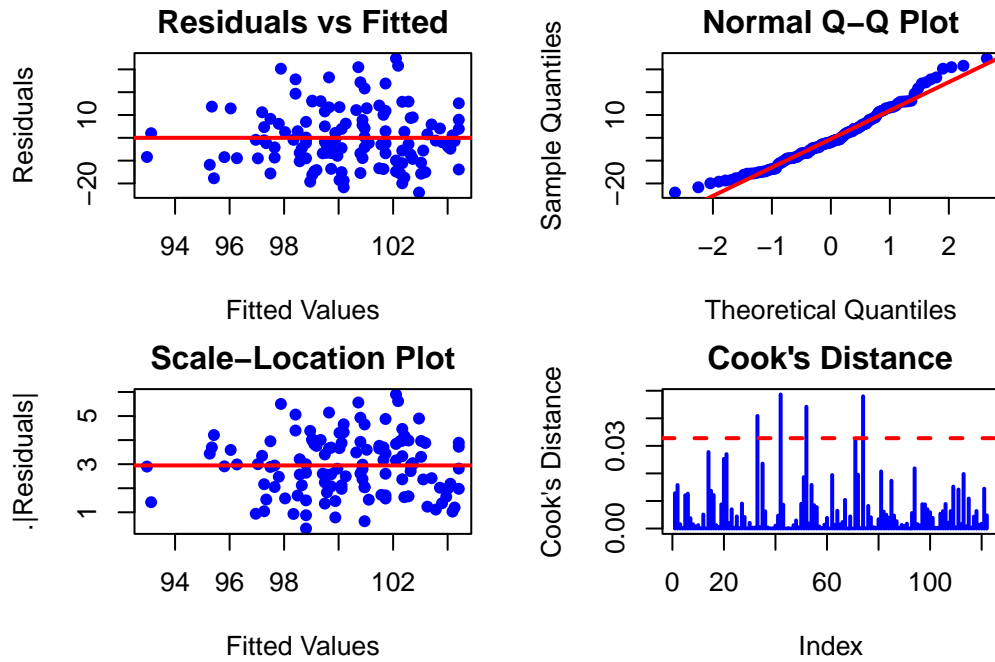 Residuals vs Fitted
Residuals
10
−20
94 96 98 102
Fitted Values
Normal Q−Q Plot
Sample Quantiles
10
−20
−2 −1 0 1 2
Theoretical Quantiles
Scale−Location Plot
.|Residuals|
5
3
1
94 96 98 102
Fitted Values
Cook's Distance
Cook's Distance
0.03
0.00
0 20 60 100
Index